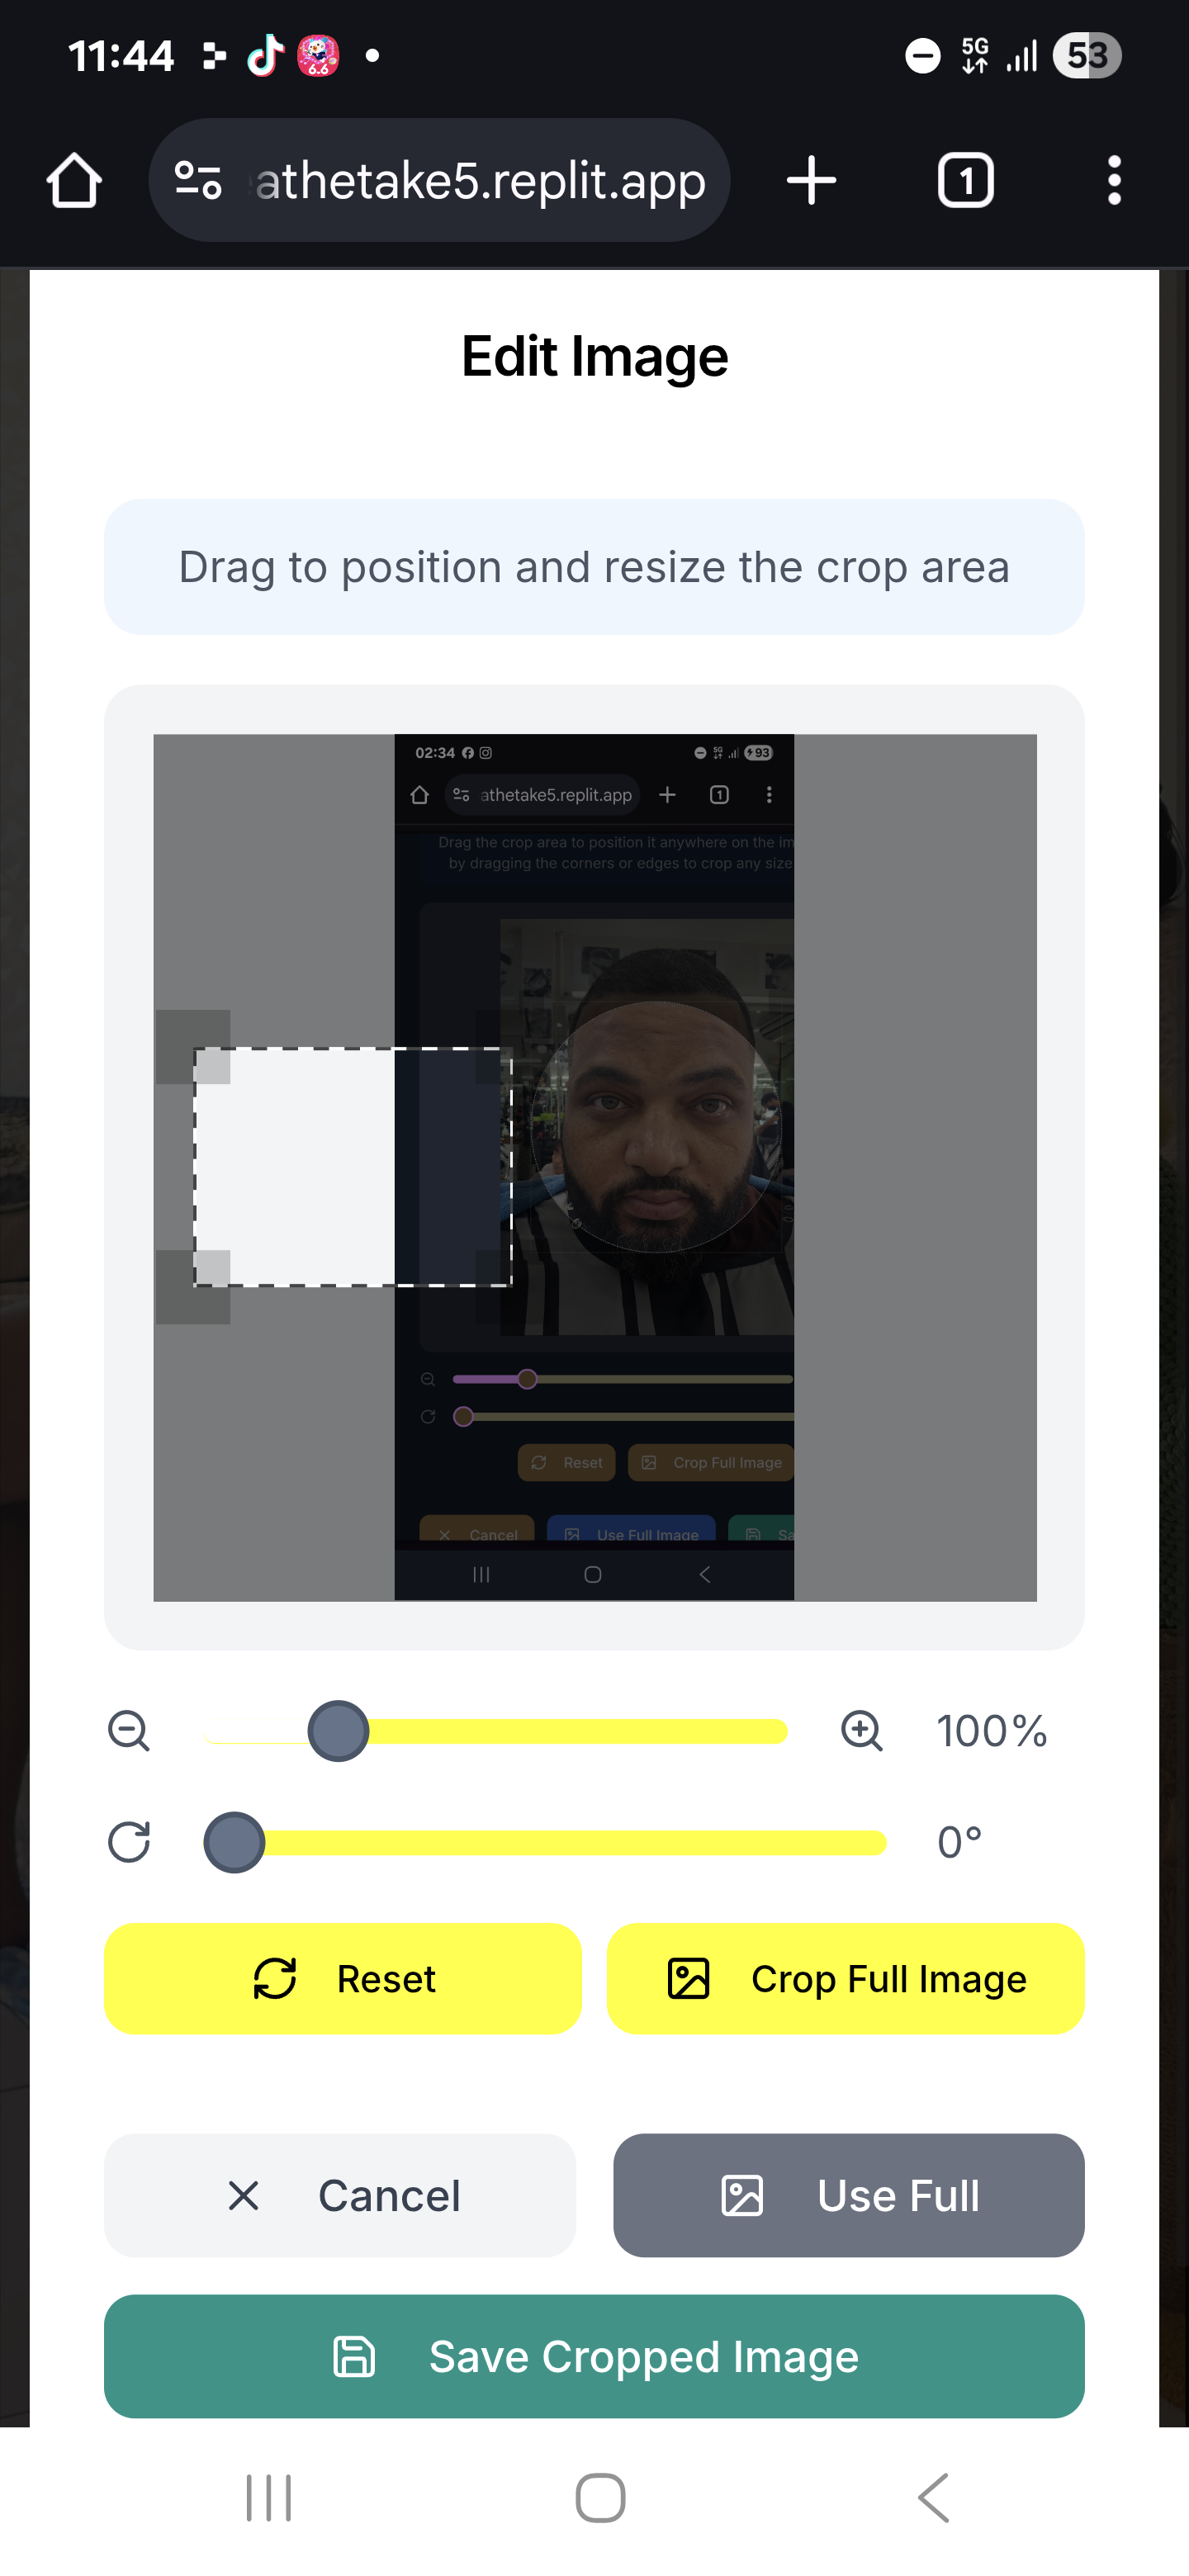 11:44
5G
53
athetake5.replit.app
1
Edit Image
Drag to position and resize the crop area
02:34
5G
93
athetake5.replit.app
1
Drag the crop area to position it anywhere on the im
by dragging the corners or edges to crop any size
Reset
Crop Full Image
Cancel
Use Full Image
Sa
100%
0°
Reset
Crop Full Image
Cancel
Use Full
Save Cropped Image